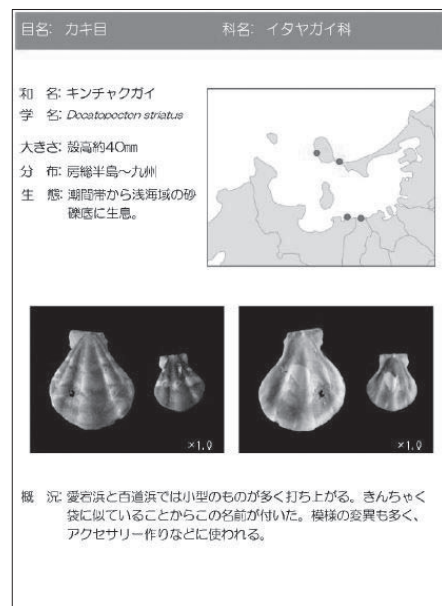 目名: カキ目 科名: イタヤガイ科
和 名: キンチャクガイ
学 名: Decatopecton striatus
大きさ: 殻高約40mm
分 布: 房総半島〜九州
生 態: 潮間帯から浅海域の砂
礫底に生息。
×1.0 ×1.0
概 況: 愛宕浜と百道浜では小型のものが多く打ち上がる。きんちゃく
袋に似ていることからこの名前が付いた。模様の変異も多く、
アクセサリー作りなどに使われる。